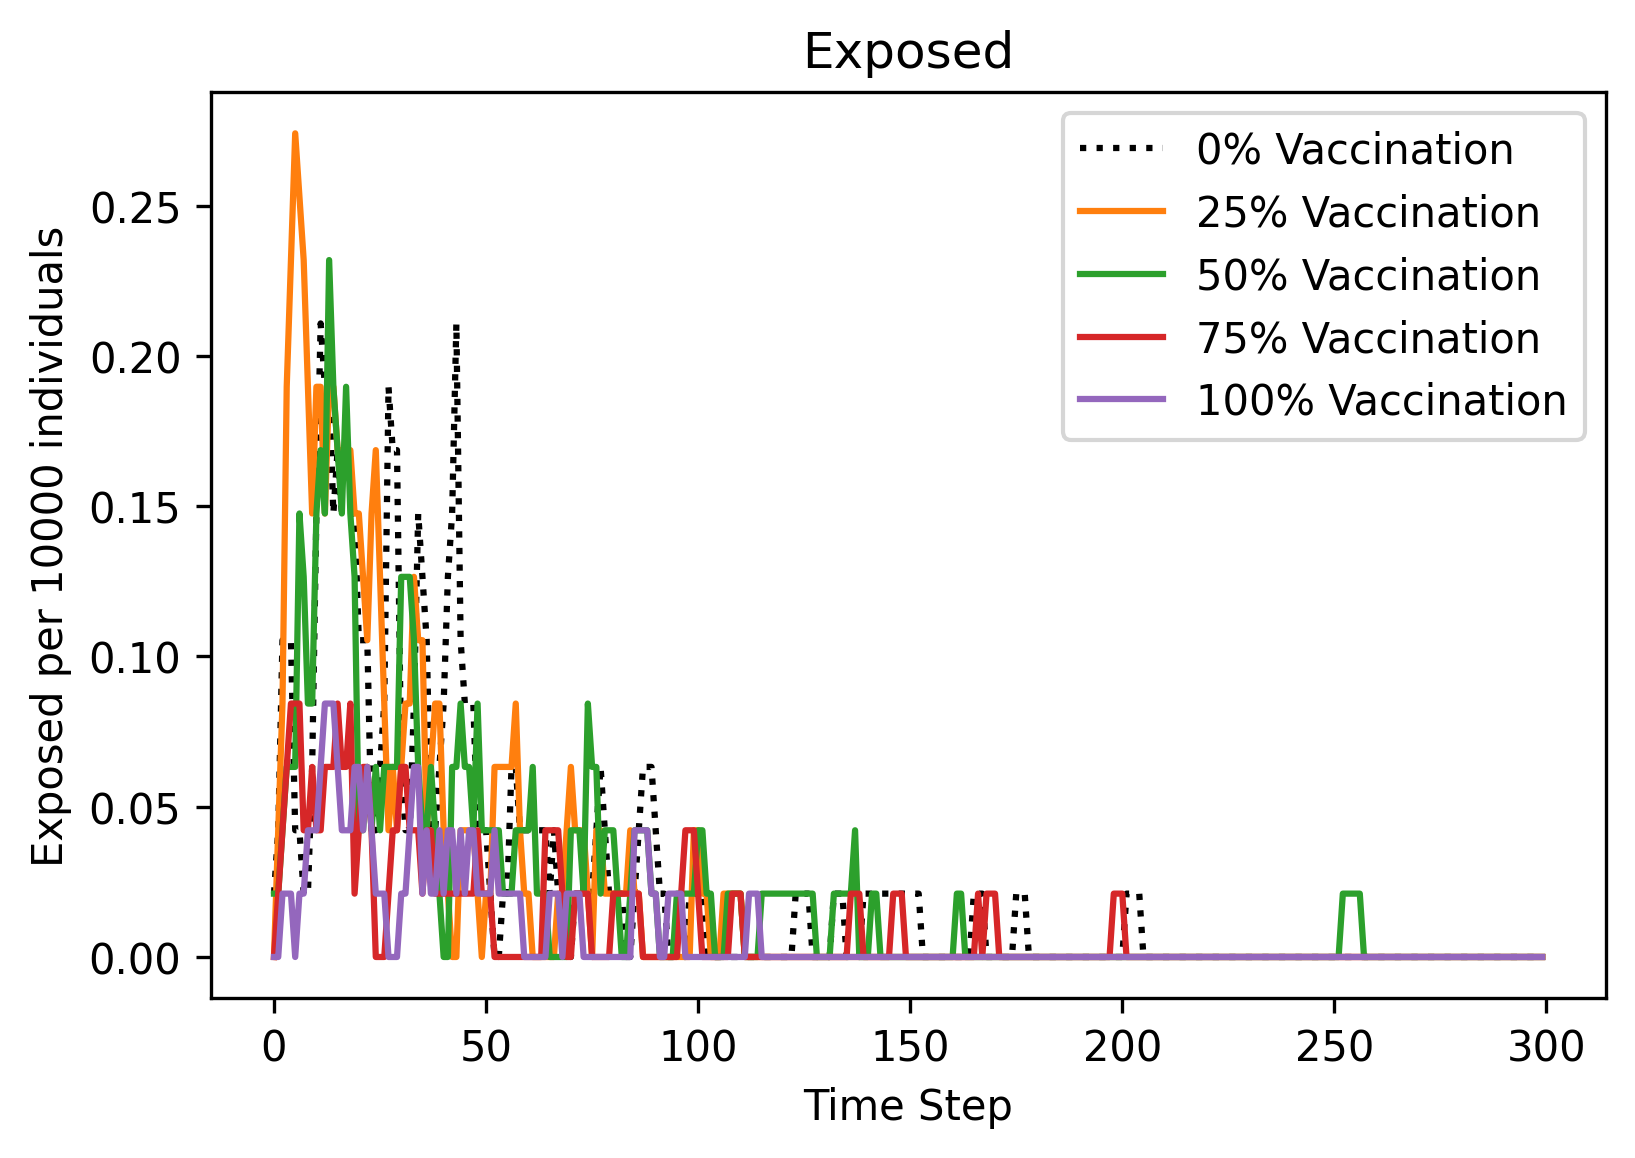 Exposed
0% Vaccination
25% Vaccination
50% Vaccination
75% Vaccination
100% Vaccination
Exposed per 10000 individuals
0.25
0.20
0.15
0.10
0.05
0.00
0 50 100 150 200 250 300
Time Step